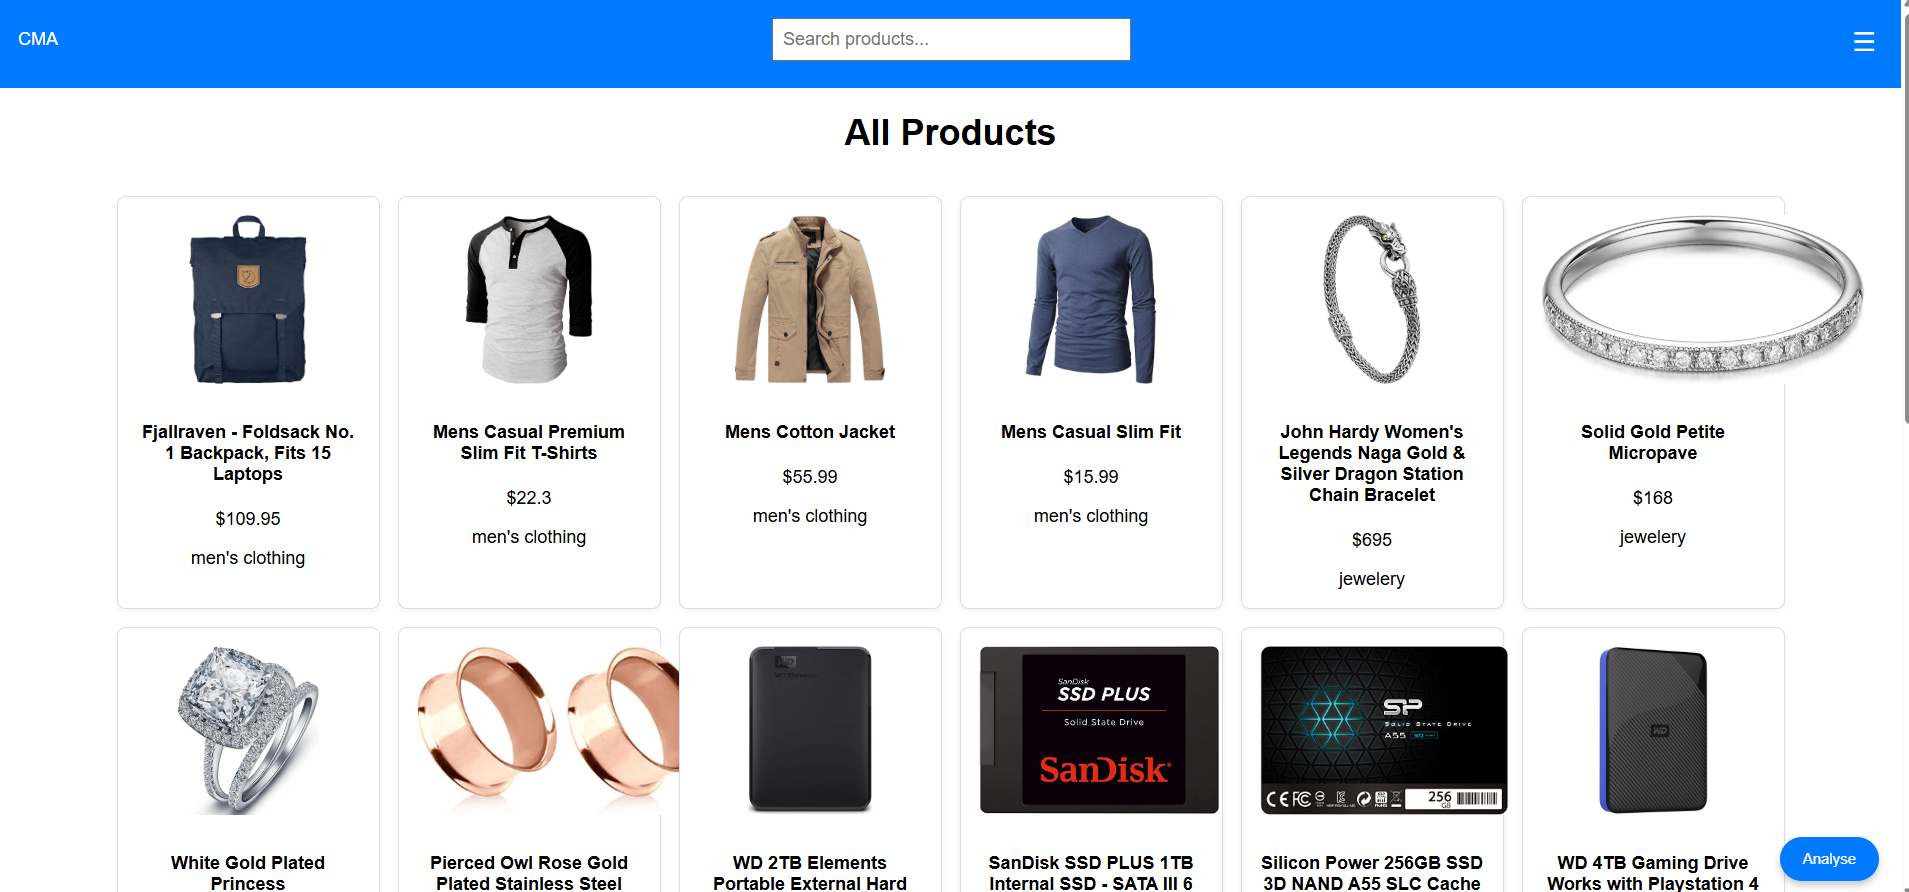 CMA
Search products...
All Products
Fjallraven - Foldsack No.
1 Backpack, Fits 15
Laptops
$109.95
men's clothing
Mens Casual Premium
Slim Fit T-Shirts
$22.3
men's clothing
Mens Cotton Jacket
$55.99
men's clothing
Mens Casual Slim Fit
$15.99
men's clothing
John Hardy Women's
Legends Naga Gold &
Silver Dragon Station
Chain Bracelet
$695
jewelery
Solid Gold Petite
Micropave
$168
jewelery
White Gold Plated
Princess
Pierced Owl Rose Gold
Plated Stainless Steel
WD
WD Elements
WD 2TB Elements
Portable External Hard
SanDisk
SSD PLUS
Solid State Drive
SanDisk
SanDisk SSD PLUS 1TB
Internal SSD - SATA III 6
SP
SOLID STATE DRIVE
A55
256
GB
Silicon Power 256GB SSD
3D NAND A55 SLC Cache
WD
WD 4TB Gaming Drive
Works with Playstation 4
Analyse